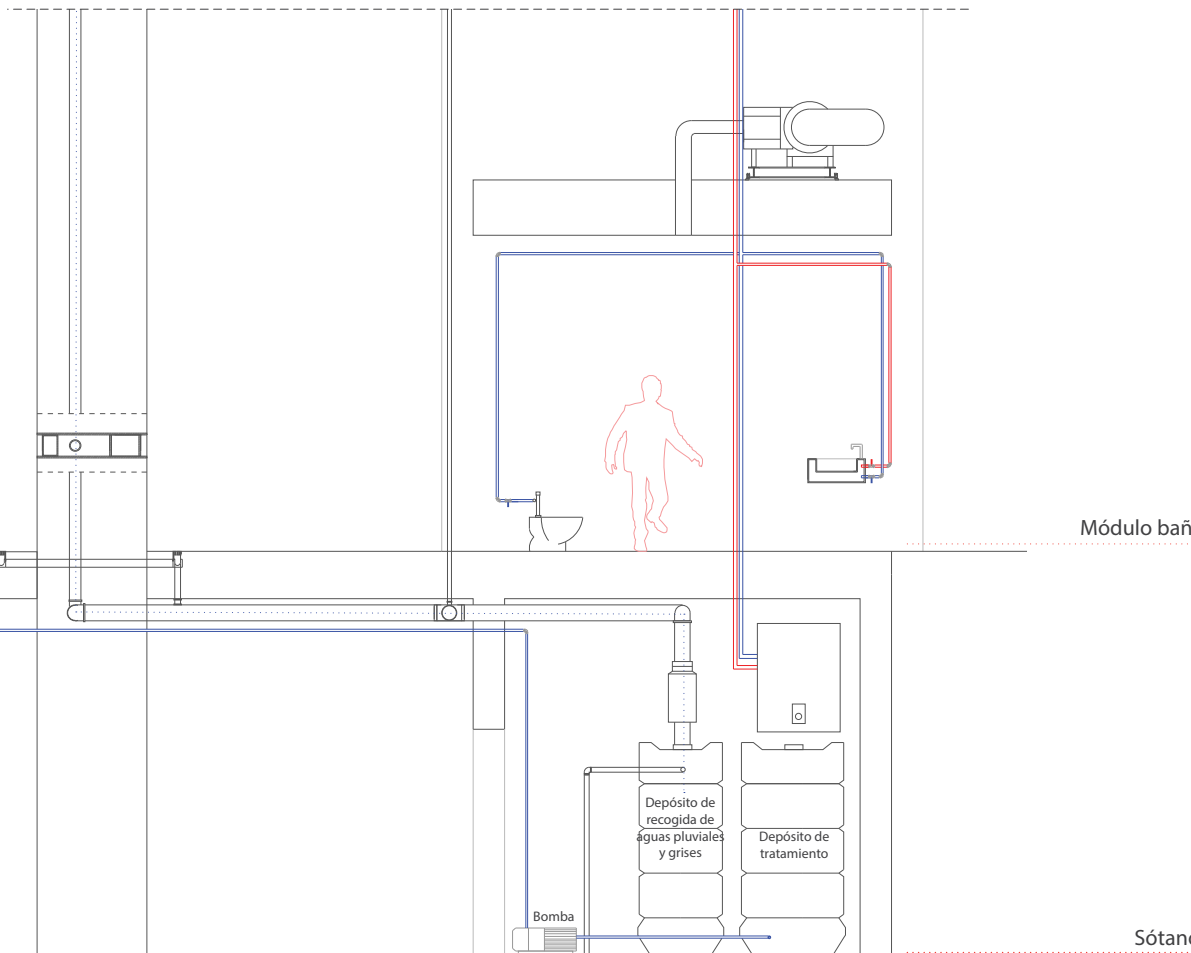 Módulo bañ
Depósito de
recogida de
aguas pluviales
y grises
Depósito de
tratamiento
Bomba
Sótano